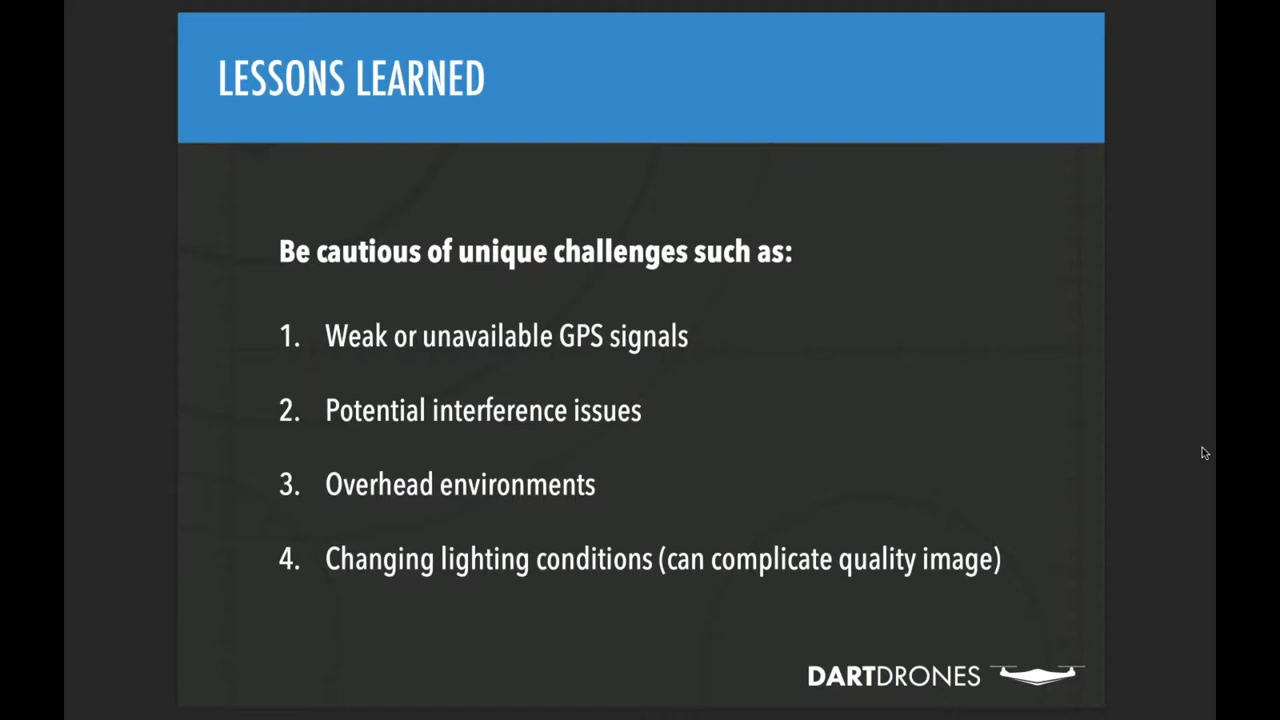 LESSONS LEARNED
Be cautious of unique challenges such as:
1. Weak or unavailable GPS signals
2. Potential interference issues
3. Overhead environments
4. Changing lighting conditions (can complicate quality image)
DARTDRONES